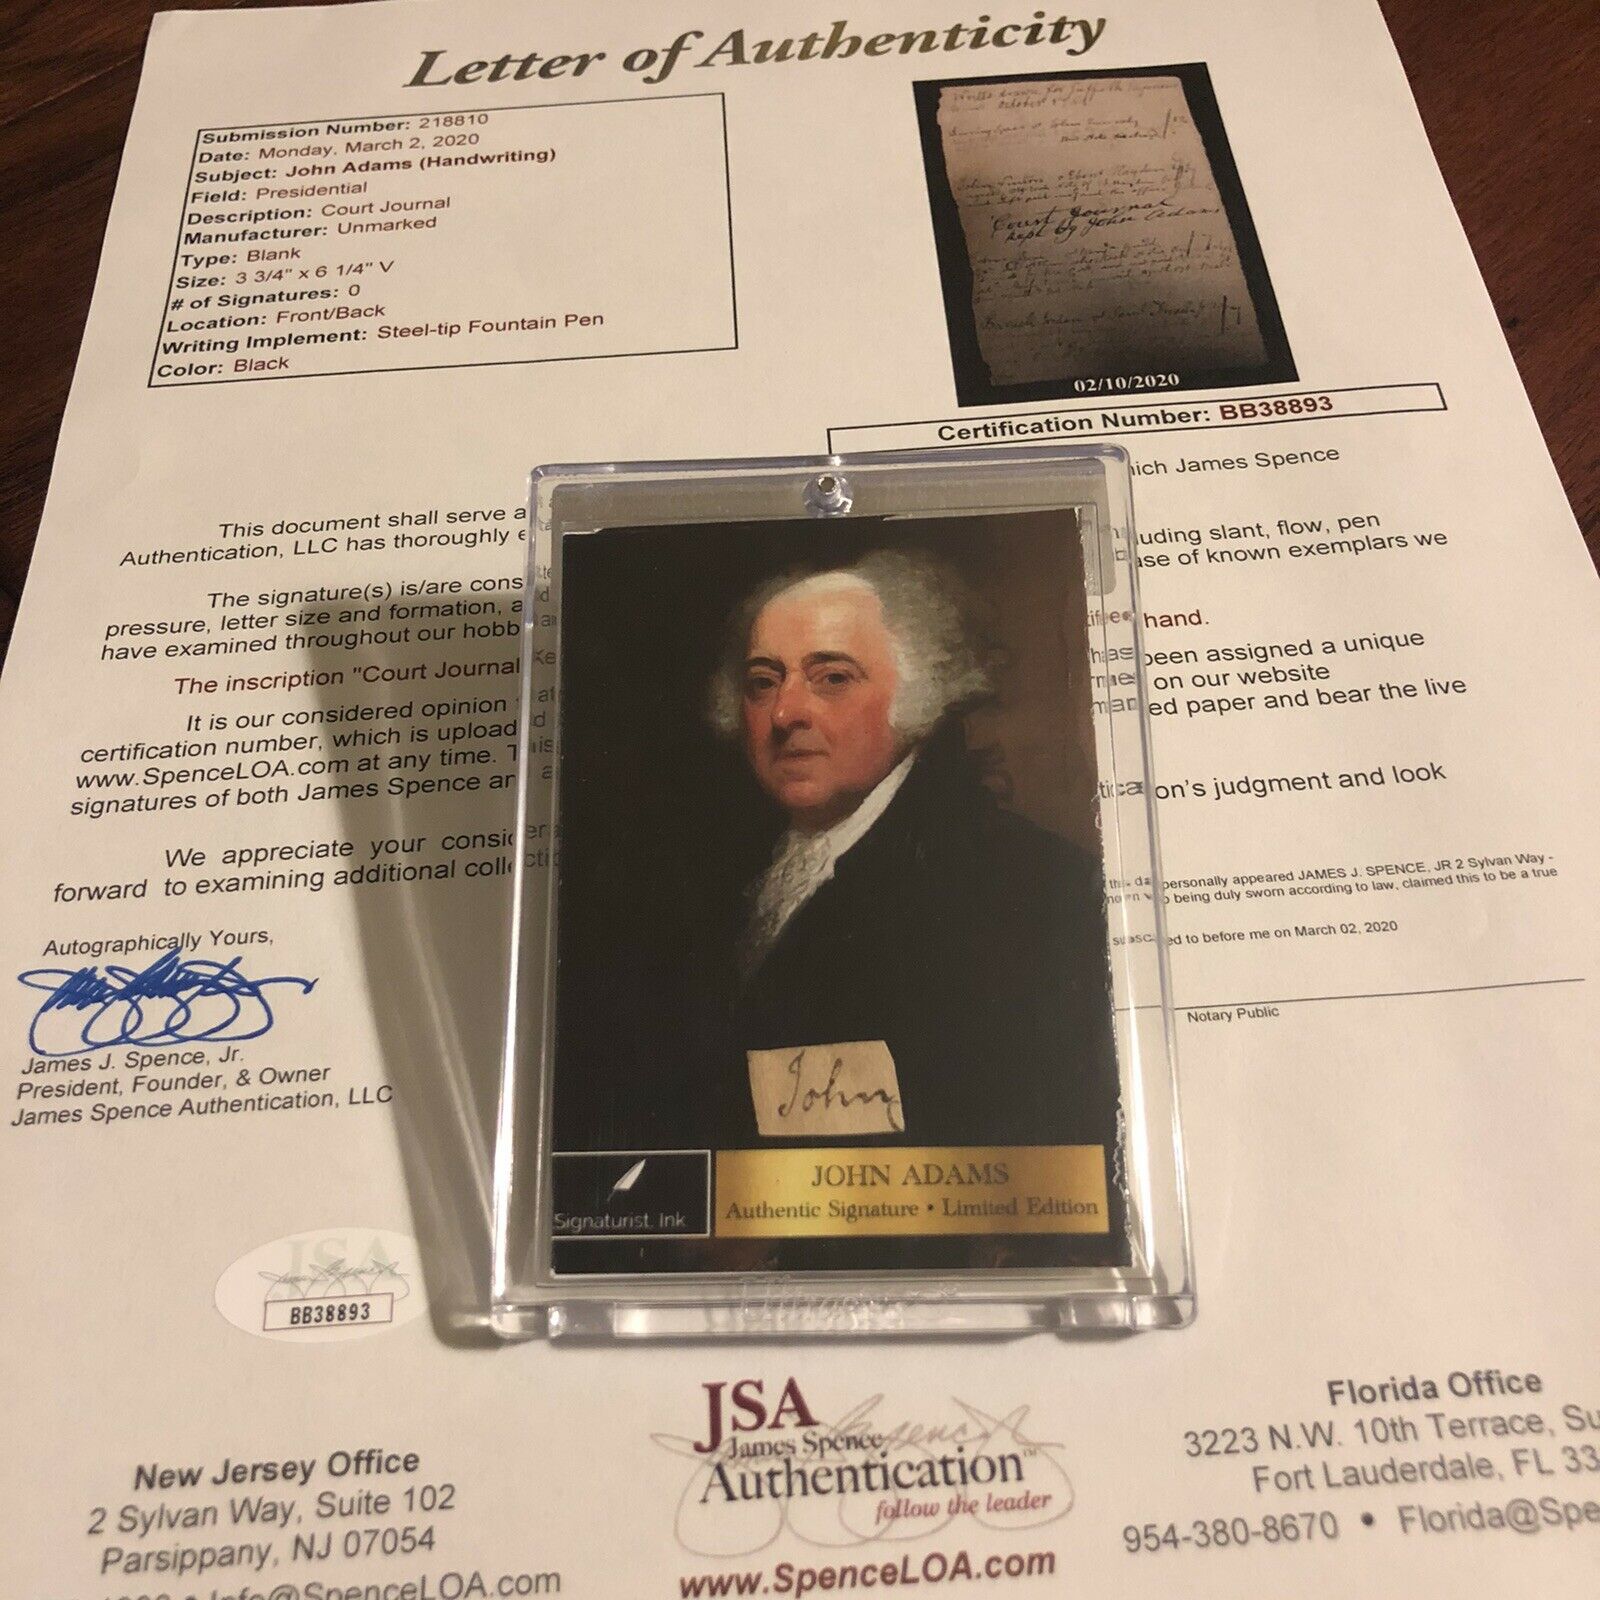 Letter of Authenticity
Submission Number: 218810
Date: Monday, March 2, 2020
Subject: John Adams (Handwriting)
Field: Presidential
Description: Court Journal
Manufacturer: Unmarked
Type: Blank
Size: 3 3/4" x 6 1/4" V
# of Signatures: 0
Location: Front/Back
Writing Implement: Steel-tip Fountain Pen
Color: Black
Court Journal
kept by John Adams
02/10/2020
Certification Number: BB38893
This document shall serve a
James Spence
Authentication, LLC has thoroughly
The signature(s) is/are cons
slant, flow, pen
pressure, letter size and formation,
of known exemplars we
have examined throughout our hobb
The inscription "Court Journal
hand.
It is our considered opinion
has been assigned a unique
certification number, which is upload
on our website
www.SpenceLOA.com at any time.
paper and bear the live
signatures of both James Spence an
We appreciate your consi
on's judgment and look
forward to examining additional coll
personally appeared JAMES J. SPENCE, JR 2 Sylvan Way -
being duly sworn according to law, claimed this to be a true
to before me on March 02, 2020
Notary Public
Autographically Yours,
James J. Spence, Jr.
President, Founder, & Owner
James Spence Authentication, LLC
John
JOHN ADAMS
Authentic Signature • Limited Edition
Signaturist. Ink
JSA
BB38893
JSA
James Spence
Authentication™
follow the leader
www.SpenceLOA.com
New Jersey Office
2 Sylvan Way, Suite 102
Parsippany, NJ 07054
Info@SpenceLOA.com
Florida Office
3223 N.W. 10th Terrace, Su
Fort Lauderdale, FL 33
954-380-8670 • Florida@Spe